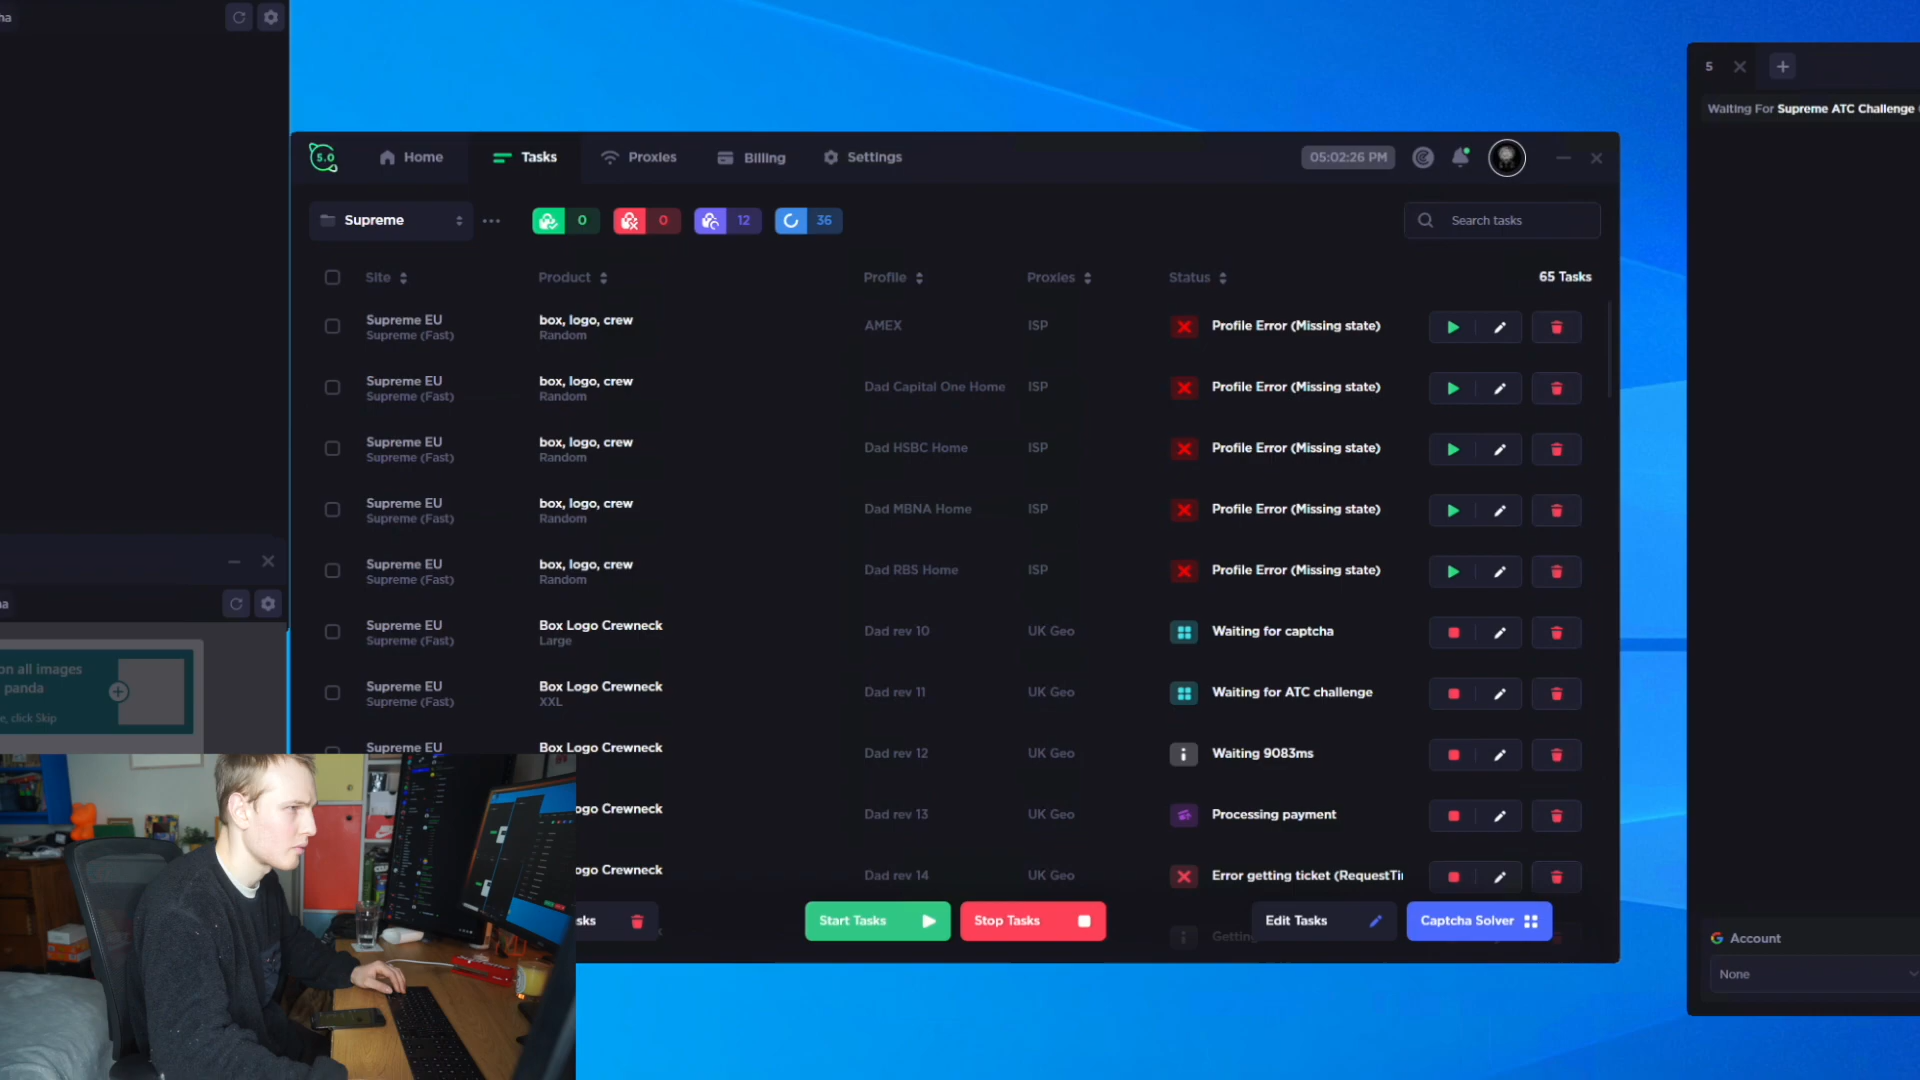 ha
5.0
Home
Tasks
Proxies
Billing
Settings
05:02:26 PM
5
Waiting For Supreme ATC Challenge
Supreme
0
0
12
36
Search tasks
Site
Product
Profile
Proxies
Status
65 Tasks
Supreme EU
Supreme (Fast)
box, logo, crew
Random
AMEX
ISP
Profile Error (Missing state)
Supreme EU
Supreme (Fast)
box, logo, crew
Random
Dad Capital One Home
ISP
Profile Error (Missing state)
Supreme EU
Supreme (Fast)
box, logo, crew
Random
Dad HSBC Home
ISP
Profile Error (Missing state)
Supreme EU
Supreme (Fast)
box, logo, crew
Random
Dad MBNA Home
ISP
Profile Error (Missing state)
Supreme EU
Supreme (Fast)
box, logo, crew
Random
Dad RBS Home
ISP
Profile Error (Missing state)
Supreme EU
Supreme (Fast)
Box Logo Crewneck
Large
Dad rev 10
UK Geo
Waiting for captcha
Supreme EU
Supreme (Fast)
Box Logo Crewneck
XXL
Dad rev 11
UK Geo
Waiting for ATC challenge
Supreme EU
Box Logo Crewneck
Dad rev 12
UK Geo
Waiting 9083ms
ogo Crewneck
Dad rev 13
UK Geo
Processing payment
ogo Crewneck
Dad rev 14
UK Geo
Error getting ticket (RequestTi
sks
Start Tasks
Stop Tasks
Edit Tasks
Captcha Solver
Getting
na
on all images
panda
e, click Skip
Account
None